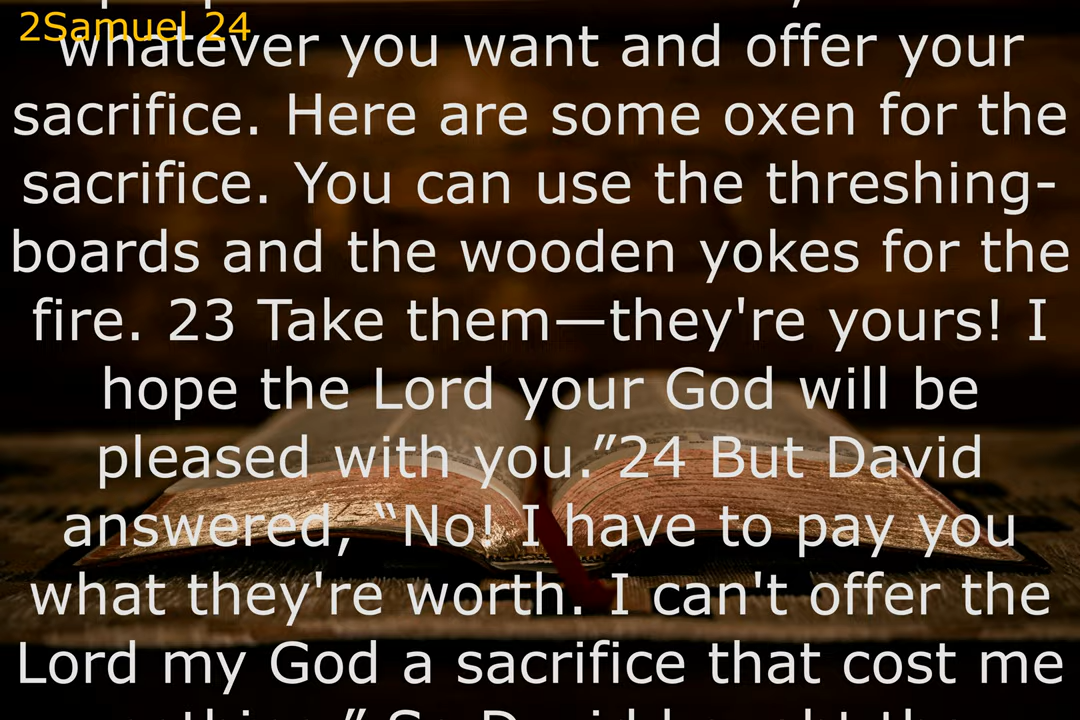 2Samuel 24
whatever you want and offer your
sacrifice. Here are some oxen for the
sacrifice. You can use the threshing-
boards and the wooden yokes for the
fire. 23 Take them—they're yours! I
hope the Lord your God will be
pleased with you.”24 But David
answered, “No! I have to pay you
what they're worth. I can't offer the
Lord my God a sacrifice that cost me